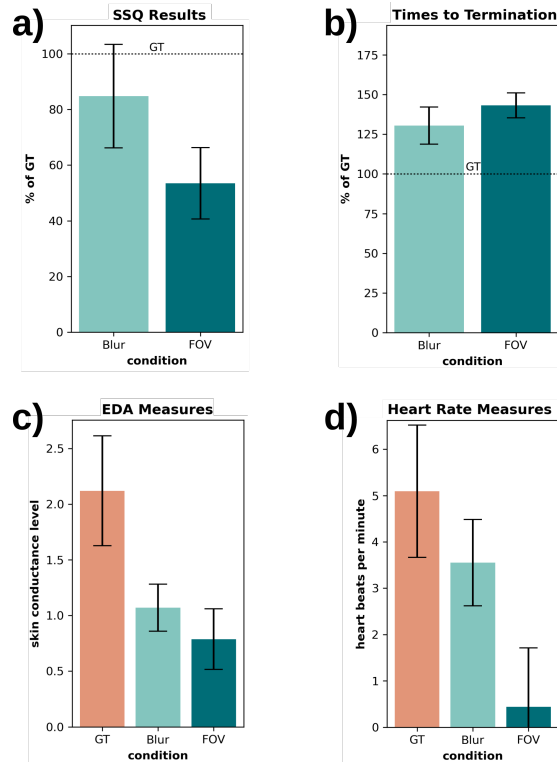 a)
SSQ Results
% of GT
100
80
60
40
20
0
GT
Blur
FOV
condition
b)
Times to Termination
% of GT
175
150
125
100
75
50
25
0
GT
Blur
FOV
condition
c)
EDA Measures
skin conductance level
2.5
2.0
1.5
1.0
0.5
0.0
GT
Blur
FOV
condition
d)
Heart Rate Measures
heart beats per minute
6
5
4
3
2
1
0
GT
Blur
FOV
condition